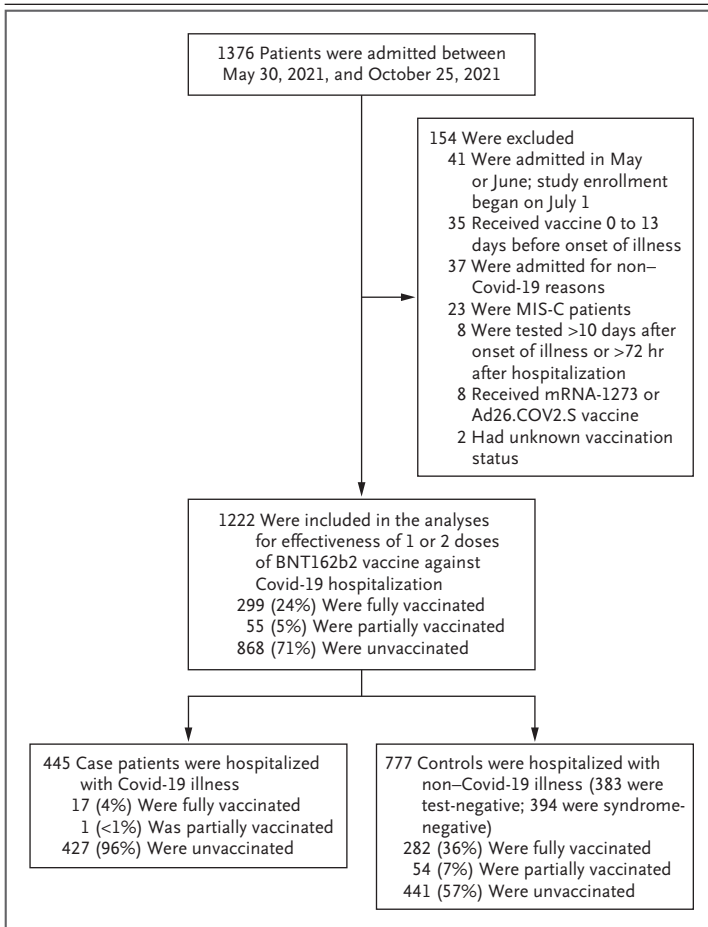 1376 Patients were admitted between
May 30, 2021, and October 25, 2021
154 Were excluded
41 Were admitted in May
or June; study enrollment
began on July 1
35 Received vaccine 0 to 13
days before onset of illness
37 Were admitted for non–
Covid-19 reasons
23 Were MIS-C patients
8 Were tested >10 days after
onset of illness or >72 hr
after hospitalization
8 Received mRNA-1273 or
Ad26.COV2.S vaccine
2 Had unknown vaccination
status
1222 Were included in the analyses
for effectiveness of 1 or 2 doses
of BNT162b2 vaccine against
Covid-19 hospitalization
299 (24%) Were fully vaccinated
55 (5%) Were partially vaccinated
868 (71%) Were unvaccinated
445 Case patients were hospitalized
with Covid-19 illness
17 (4%) Were fully vaccinated
1 (<1%) Was partially vaccinated
427 (96%) Were unvaccinated
777 Controls were hospitalized with
non–Covid-19 illness (383 were
test-negative; 394 were syndrome-
negative)
282 (36%) Were fully vaccinated
54 (7%) Were partially vaccinated
441 (57%) Were unvaccinated